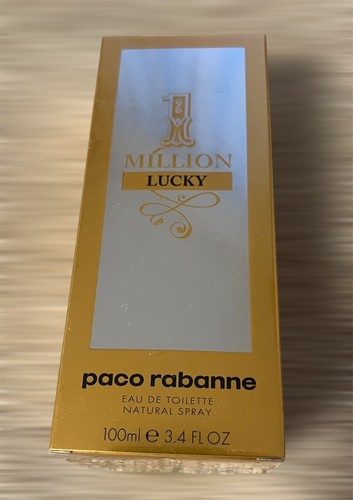 1
MILLION
LUCKY
paco rabanne
EAU DE TOILETTE
NATURAL SPRAY
100ml ℮ 3.4 FL OZ